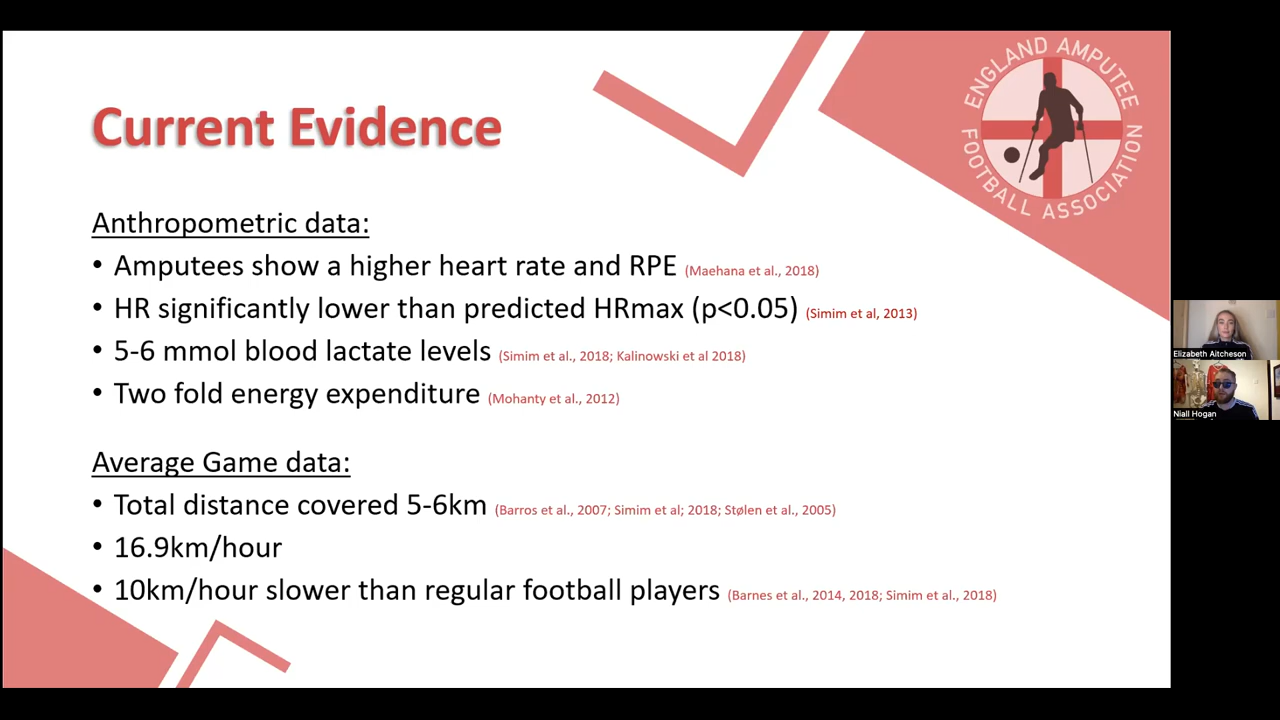 Current Evidence
ENGLAND AMPUTEE
FOOTBALL ASSOCIATION
Anthropometric data:
• Amputees show a higher heart rate and RPE (Maehana et al., 2018)
• HR significantly lower than predicted HRmax (p<0.05) (Simim et al, 2013)
• 5-6 mmol blood lactate levels (Simim et al., 2018; Kalinowski et al 2018)
• Two fold energy expenditure (Mohanty et al., 2012)
Average Game data:
• Total distance covered 5-6km (Barros et al., 2007; Simim et al; 2018; Stølen et al., 2005)
• 16.9km/hour
• 10km/hour slower than regular football players (Barnes et al., 2014, 2018; Simim et al., 2018)
Elizabeth Aitcheson
Niall Hogan